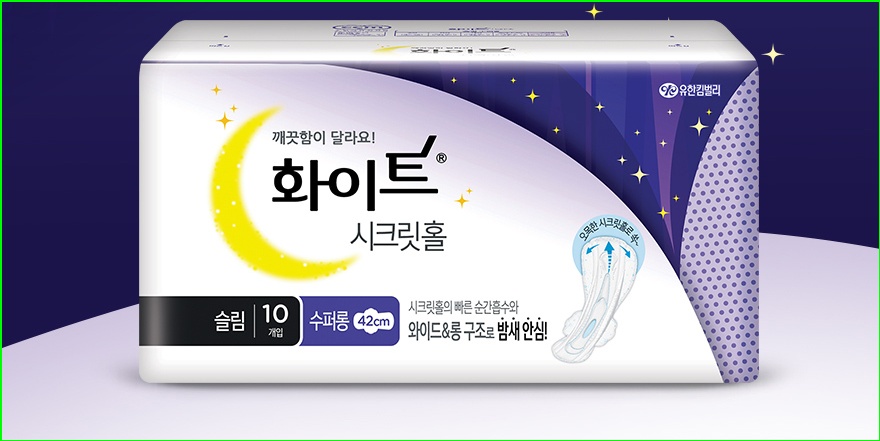 유한킴벌리
깨끗함이 달라요!
화이트®
시크릿홀
오목한 시크릿홀로 쏙~
슬림 10 개입
수퍼롱 42cm
시크릿홀의 빠른 순간흡수와
와이드&롱 구조로 밤새 안심!